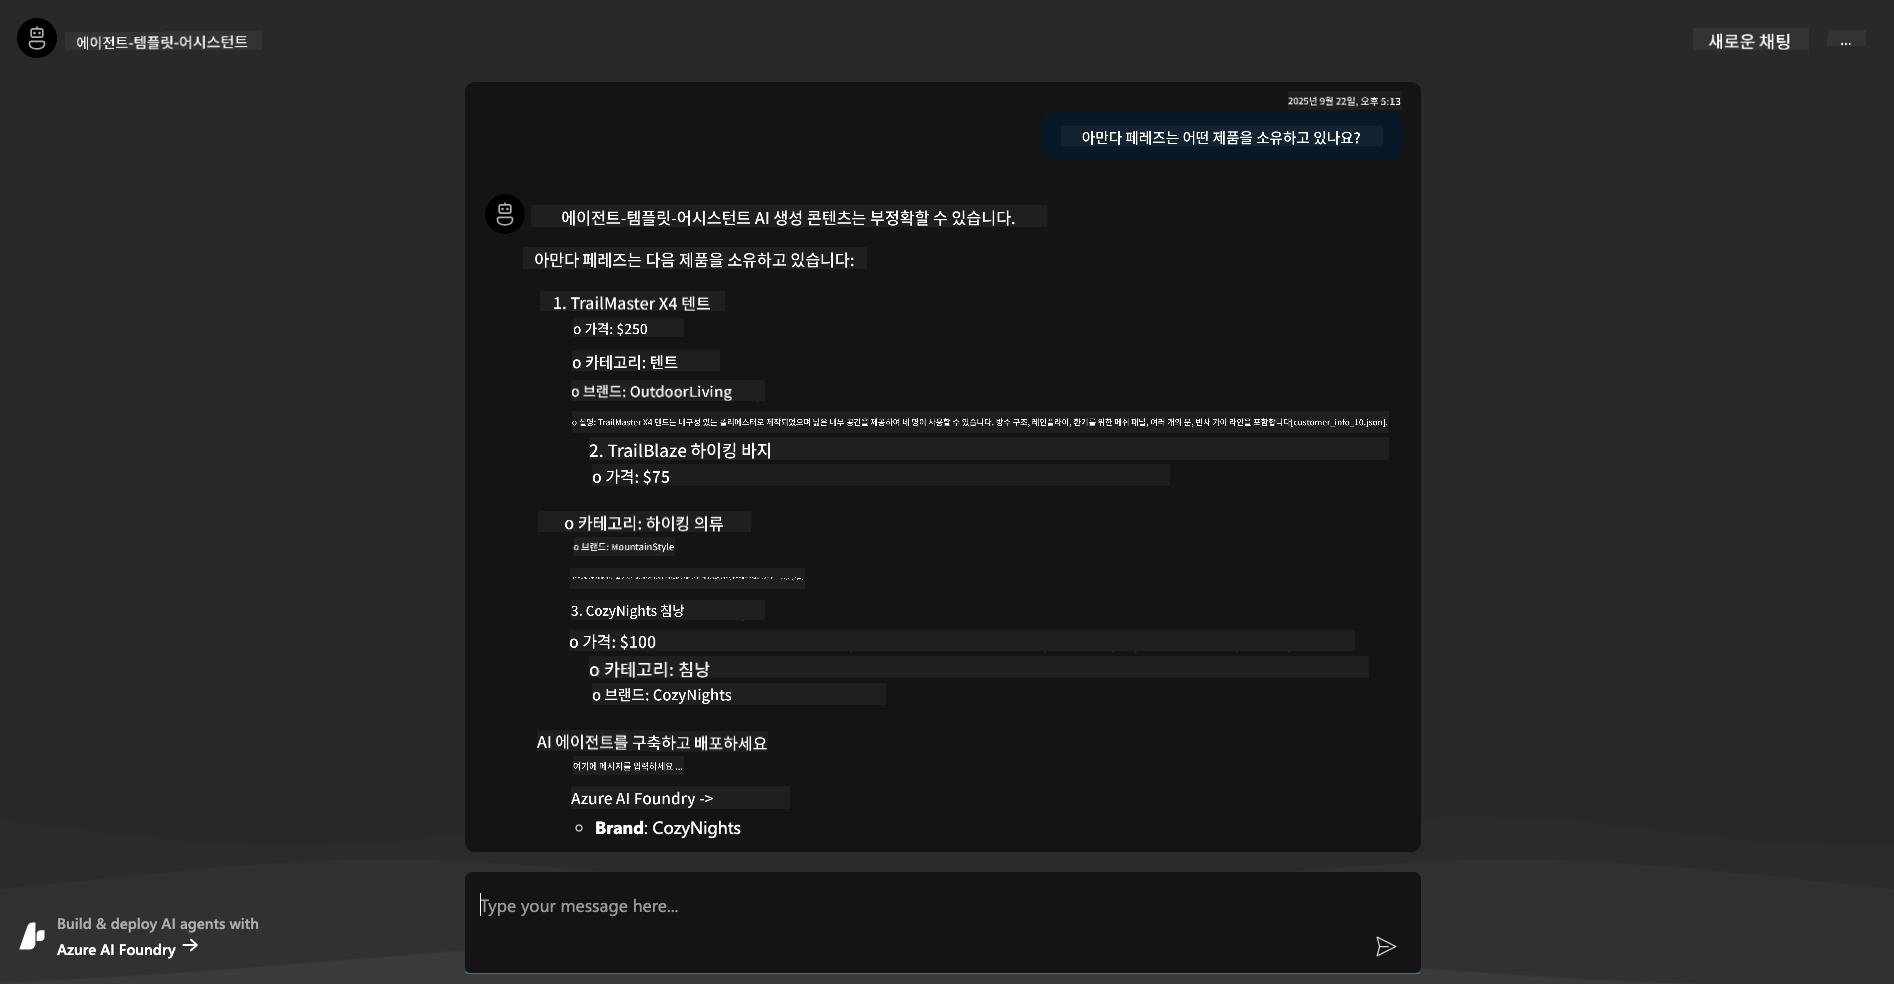 에이전트-템플릿-어시스턴트
새로운 채팅
...
2025년 9월 22일, 오후 5:13
아만다 페레즈는 어떤 제품을 소유하고 있나요?
에이전트-템플릿-어시스턴트 AI 생성 콘텐츠는 부정확할 수 있습니다.
아만다 페레즈는 다음 제품을 소유하고 있습니다:
1. TrailMaster X4 텐트
o 가격: $250
o 카테고리: 텐트
o 브랜드: OutdoorLiving
o 설명: TrailMaster X4 텐트는 내구성 있는 폴리에스터로 제작되었으며 넓은 내부 공간을 제공하여 네 명이 사용할 수 있습니다. 방수 구조, 레인플라이, 환기를 위한 메쉬 패널, 여러 개의 문, 반사 가이 라인을 포함합니다[customer_info_10.json].
2. TrailBlaze 하이킹 바지
o 가격: $75
o 카테고리: 하이킹 의류
o 브랜드: MountainStyle
3. CozyNights 침낭
o 가격: $100
o 카테고리: 침낭
o 브랜드: CozyNights
AI 에이전트를 구축하고 배포하세요
여기에 메시지를 입력하세요 ...
Azure AI Foundry ->
Brand: CozyNights
Type your message here...
Build & deploy AI agents with
Azure AI Foundry →